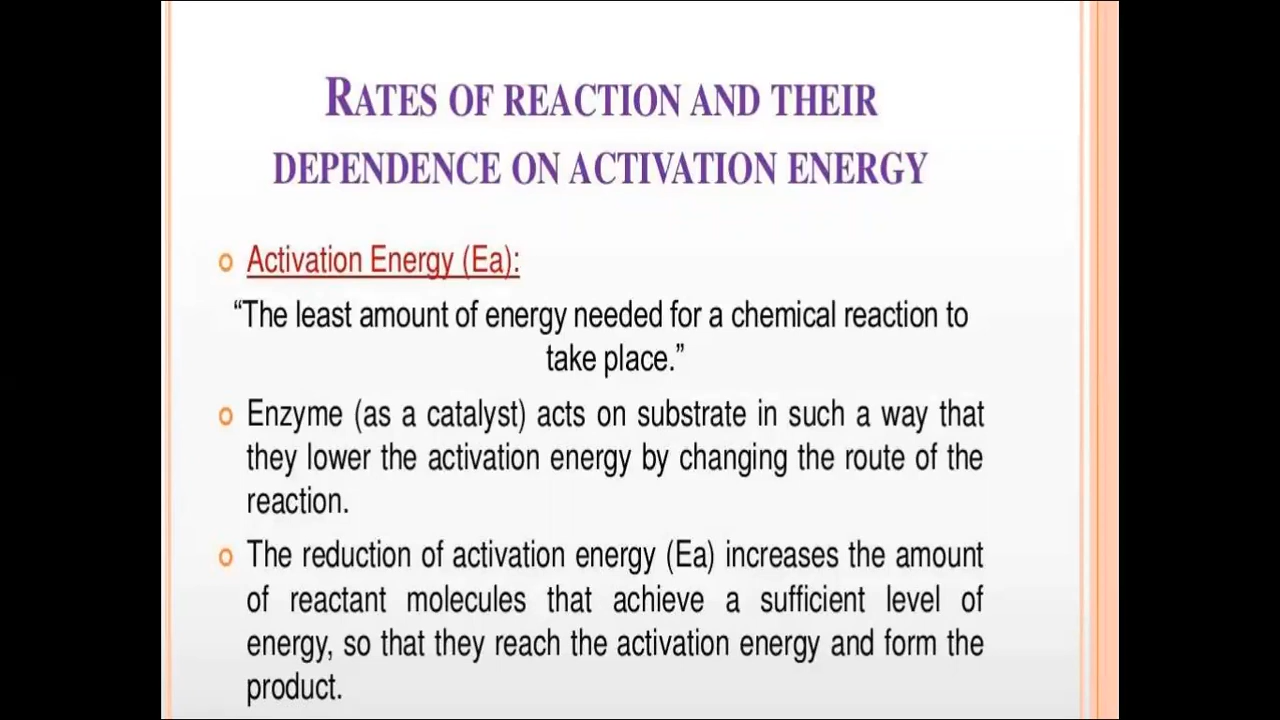 RATES OF REACTION AND THEIR
DEPENDENCE ON ACTIVATION ENERGY
Activation Energy (Ea):
“The least amount of energy needed for a chemical reaction to
take place.”
Enzyme (as a catalyst) acts on substrate in such a way that
they lower the activation energy by changing the route of the
reaction.
The reduction of activation energy (Ea) increases the amount
of reactant molecules that achieve a sufficient level of
energy, so that they reach the activation energy and form the
product.